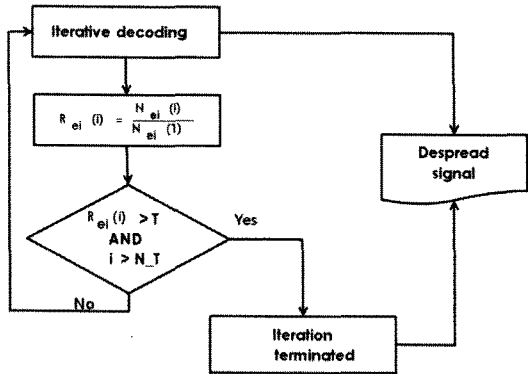 Iterative decoding
R ei (i) = N ei (i) / N ei (1)
Despread
signal
R ei (i) > T
AND
i > N_T
Yes
No
Iteration
terminated